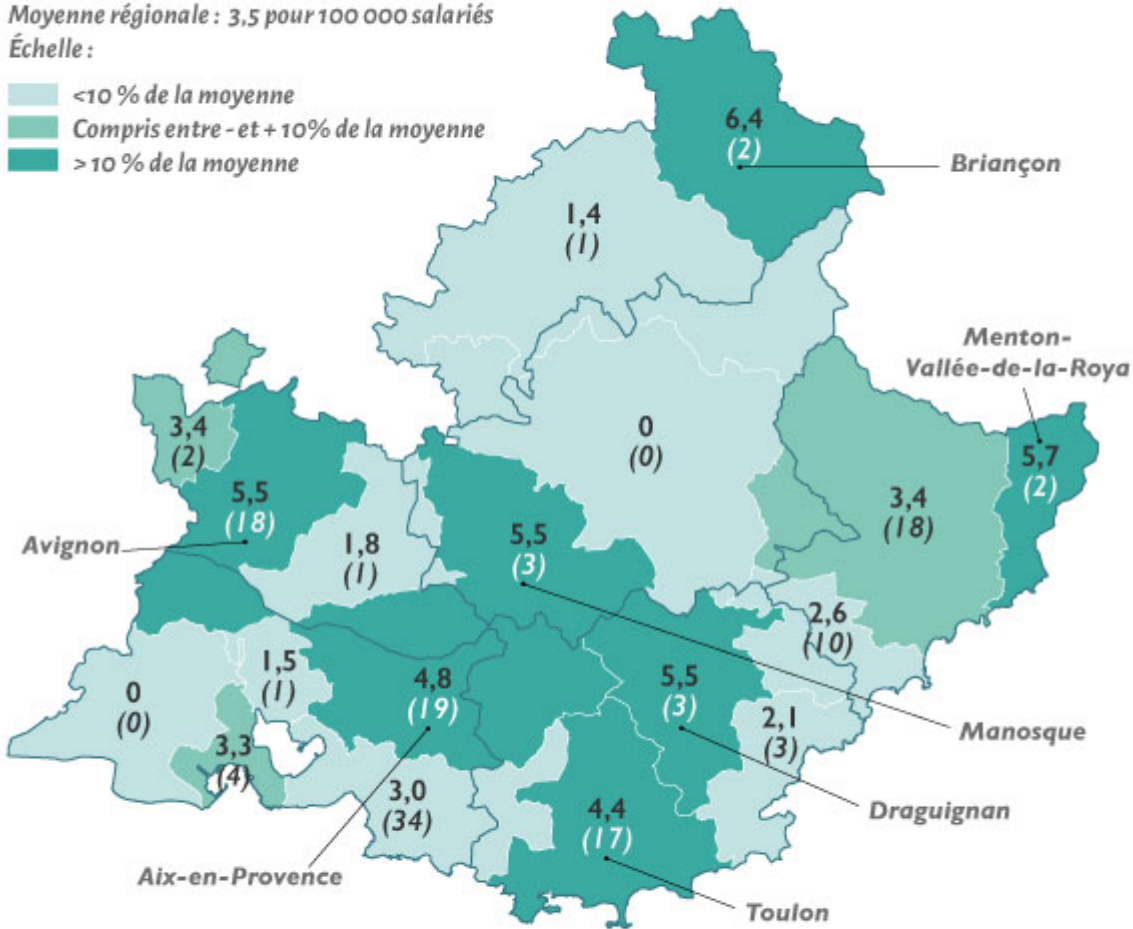 Moyenne régionale : 3,5 pour 100 000 salariés
Échelle :
<10 % de la moyenne
Compris entre - et + 10% de la moyenne
> 10 % de la moyenne
6,4
(2)
Briançon
1,4
(1)
Menton-
Vallée-de-la-Roya
3,4
(2)
0
(0)
5,7
(2)
5,5
(18)
3,4
(18)
Avignon
1,8
(1)
5,5
(3)
2,6
(10)
1,5
(1)
4,8
(19)
5,5
(3)
0
(0)
2,1
(3)
Manosque
3,3
(4)
3,0
(34)
4,4
(17)
Draguignan
Aix-en-Provence
Toulon